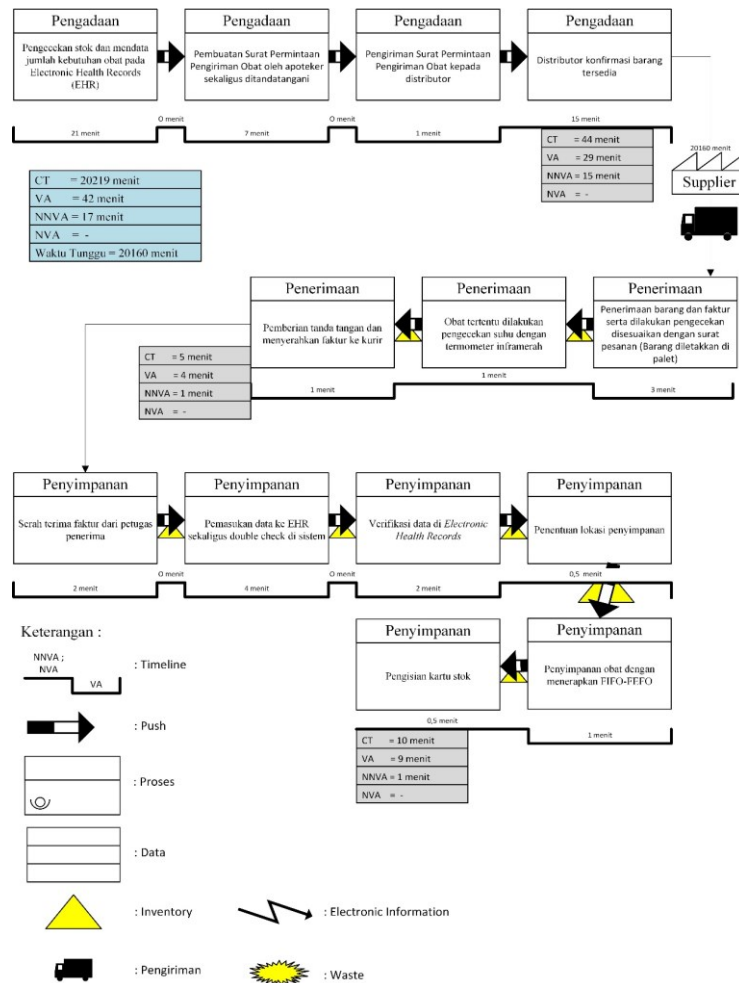 Pengadaan
Pengecekan stok dan mendata
jumlah kebutuhan obat pada
Electronic Health Records
(EHR)
Pengadaan
Pembuatan Surat Permintaan
Pengiriman Obat oleh apoteker
sekaligus ditandatangani
Pengadaan
Pengiriman Surat Permintaan
Pengiriman Obat kepada
distributor
Pengadaan
Distributor konfirmasi barang
tersedia
21 menit
O menit
7 menit
O menit
1 menit
15 menit
CT = 44 menit
VA = 29 menit
NNVA = 15 menit
NVA = -
20160 menit
Supplier
CT = 20219 menit
VA = 42 menit
NNVA = 17 menit
NVA = -
Waktu Tunggu = 20160 menit
Penerimaan
Pemberian tanda tangan dan
menyerahkan faktur ke kurir
Penerimaan
Obat tertentu dilakukan
pengecekan suhu dengan
termometer inframerah
Penerimaan
Penerimaan barang dan faktur
serta dilakukan pengecekan
disesuaikan dengan surat
pesanan (Barang diletakkan di
palet)
CT = 5 menit
VA = 4 menit
NNVA = 1 menit
NVA = -
1 menit
1 menit
3 menit
Penyimpanan
Serah terima faktur dari petugas
penerima
Penyimpanan
Pemasukan data ke EHR
sekaligus double check di sistem
Penyimpanan
Verifikasi data di Electronic
Health Records
Penyimpanan
Penentuan lokasi penyimpanan
2 menit
O menit
4 menit
O menit
2 menit
0,5 menit
Penyimpanan
Pengisian kartu stok
Penyimpanan
Penyimpanan obat dengan
menerapkan FIFO-FEFO
0,5 menit
1 menit
CT = 10 menit
VA = 9 menit
NNVA = 1 menit
NVA = -
Keterangan :
NNVA ;
NVA
VA
: Timeline
: Push
: Proses
: Data
: Inventory
: Electronic Information
: Pengiriman
: Waste